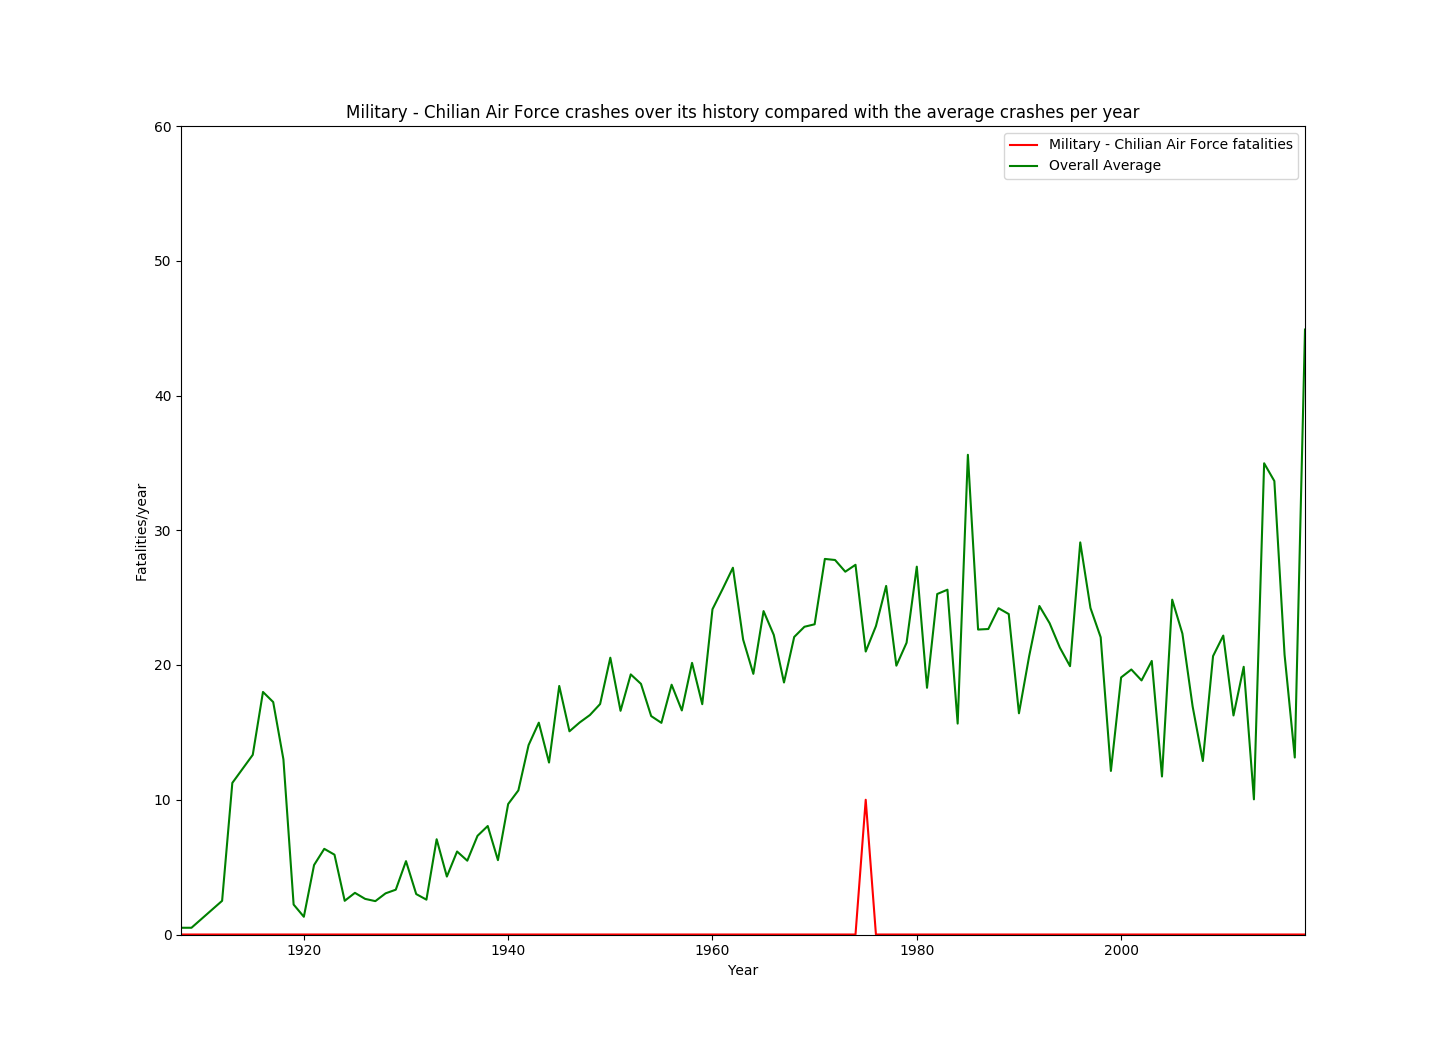 Military - Chilian Air Force crashes over its history compared with the average crashes per year
60
50
40
30
20
10
0
Fatalities/year
Military - Chilian Air Force fatalities
Overall Average
1920
1940
1960
1980
2000
Year